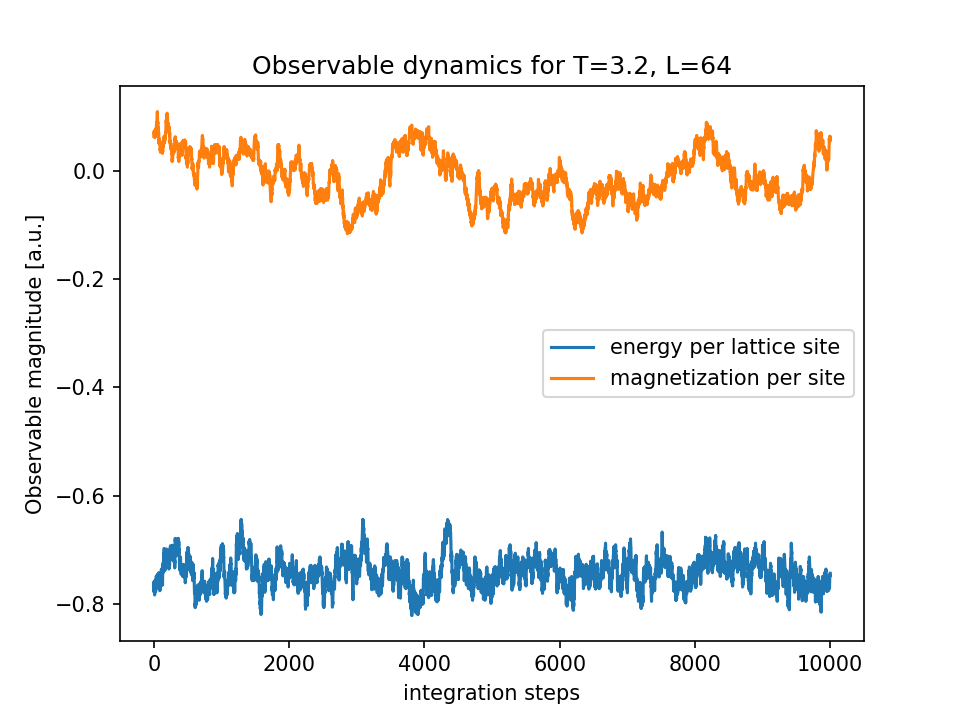 Observable dynamics for T=3.2, L=64
Observable magnitude [a.u.]
0.0
−0.2
−0.4
−0.6
−0.8
energy per lattice site
magnetization per site
0 2000 4000 6000 8000 10000
integration steps